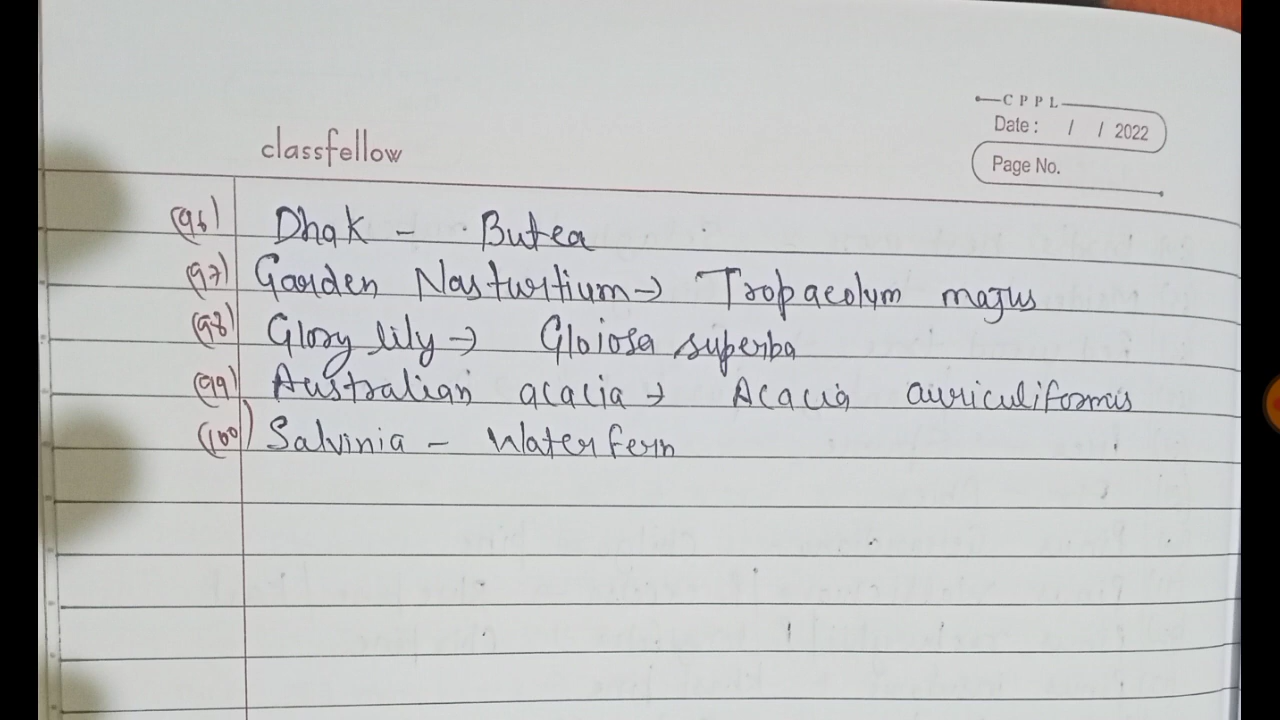 CPPL
Date : / / 2022
classfellow
Page No.
(96) Dhak - Butea
(97) Garden Nasturtium → Tropaeolym majus
(98) Glory lily → Gloiosa superba
(99) Australian acacia → Acacia auriculiformis
(100) Salvinia - Water fern